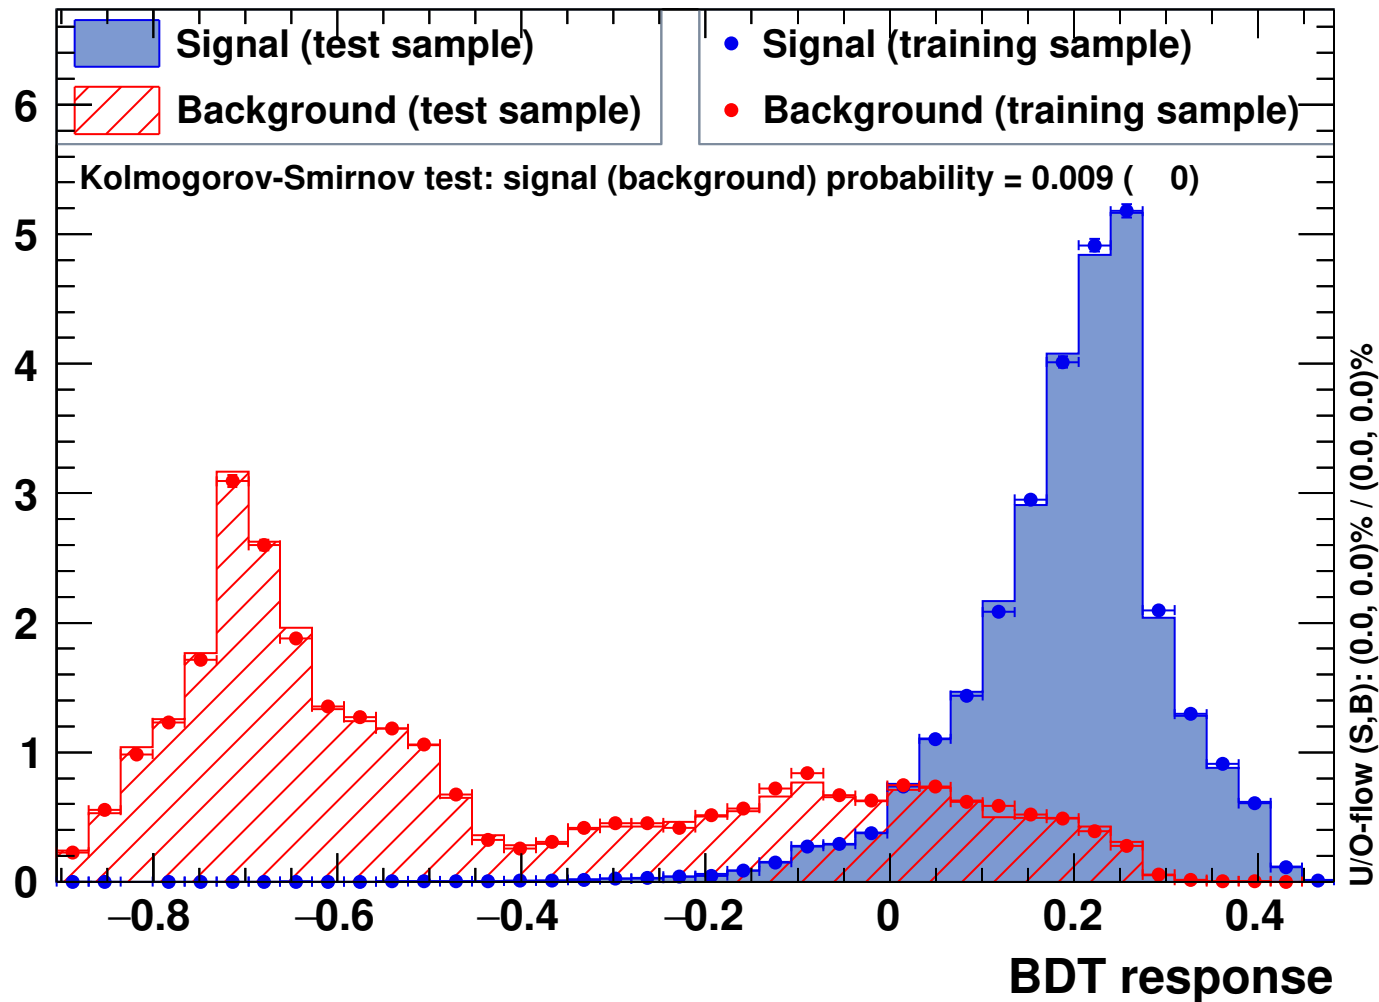 Signal (test sample)
Background (test sample)
Signal (training sample)
Background (training sample)
Kolmogorov-Smirnov test: signal (background) probability = 0.009 (    0)
6
5
4
3
2
1
0
−0.8 −0.6 −0.4 −0.2 0 0.2 0.4
BDT response
U/O-flow (S,B): (0.0, 0.0)% / (0.0, 0.0)%